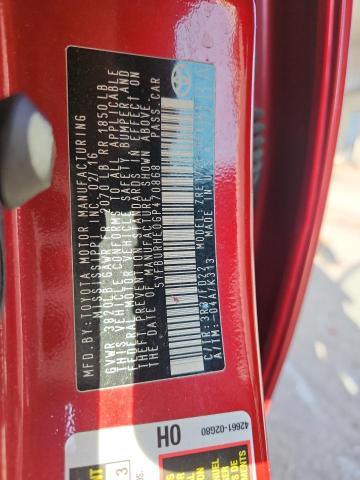 MFD. BY: TOYOTA MOTOR MANUFACTURING
MISSISSIPPI, INC. 02/16
GVWR 3820LB GAWR FR 2070 LB RR 1850 LB
THIS VEHICLE CONFORMS TO ALL APPLICABLE
FEDERAL MOTOR VEHICLE SAFETY, BUMPER, AND
THEFT PREVENTION STANDARDS IN EFFECT ON
THE DATE OF MANUFACTURE SHOWN ABOVE.
5YFBURHE0GP470868 PASS. CAR
C/TR: 3R3/FD22
A/TM: -04A/K313
MODEL:
MADE IN
42661-02G80
OH